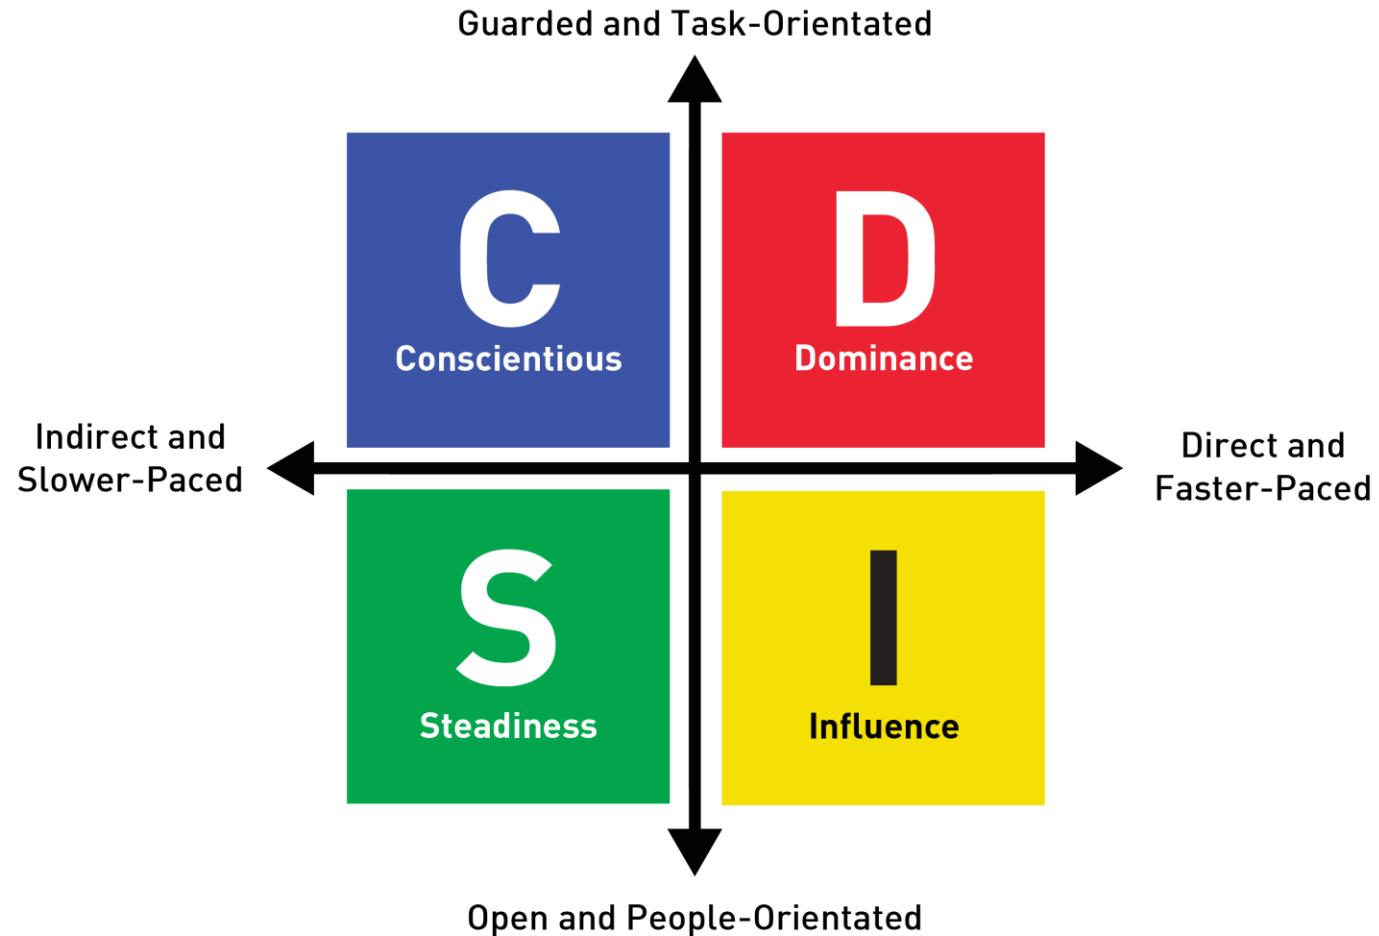 Guarded and Task-Orientated
C
Conscientious
D
Dominance
Indirect and
Slower-Paced
Direct and
Faster-Paced
S
Steadiness
I
Influence
Open and People-Orientated